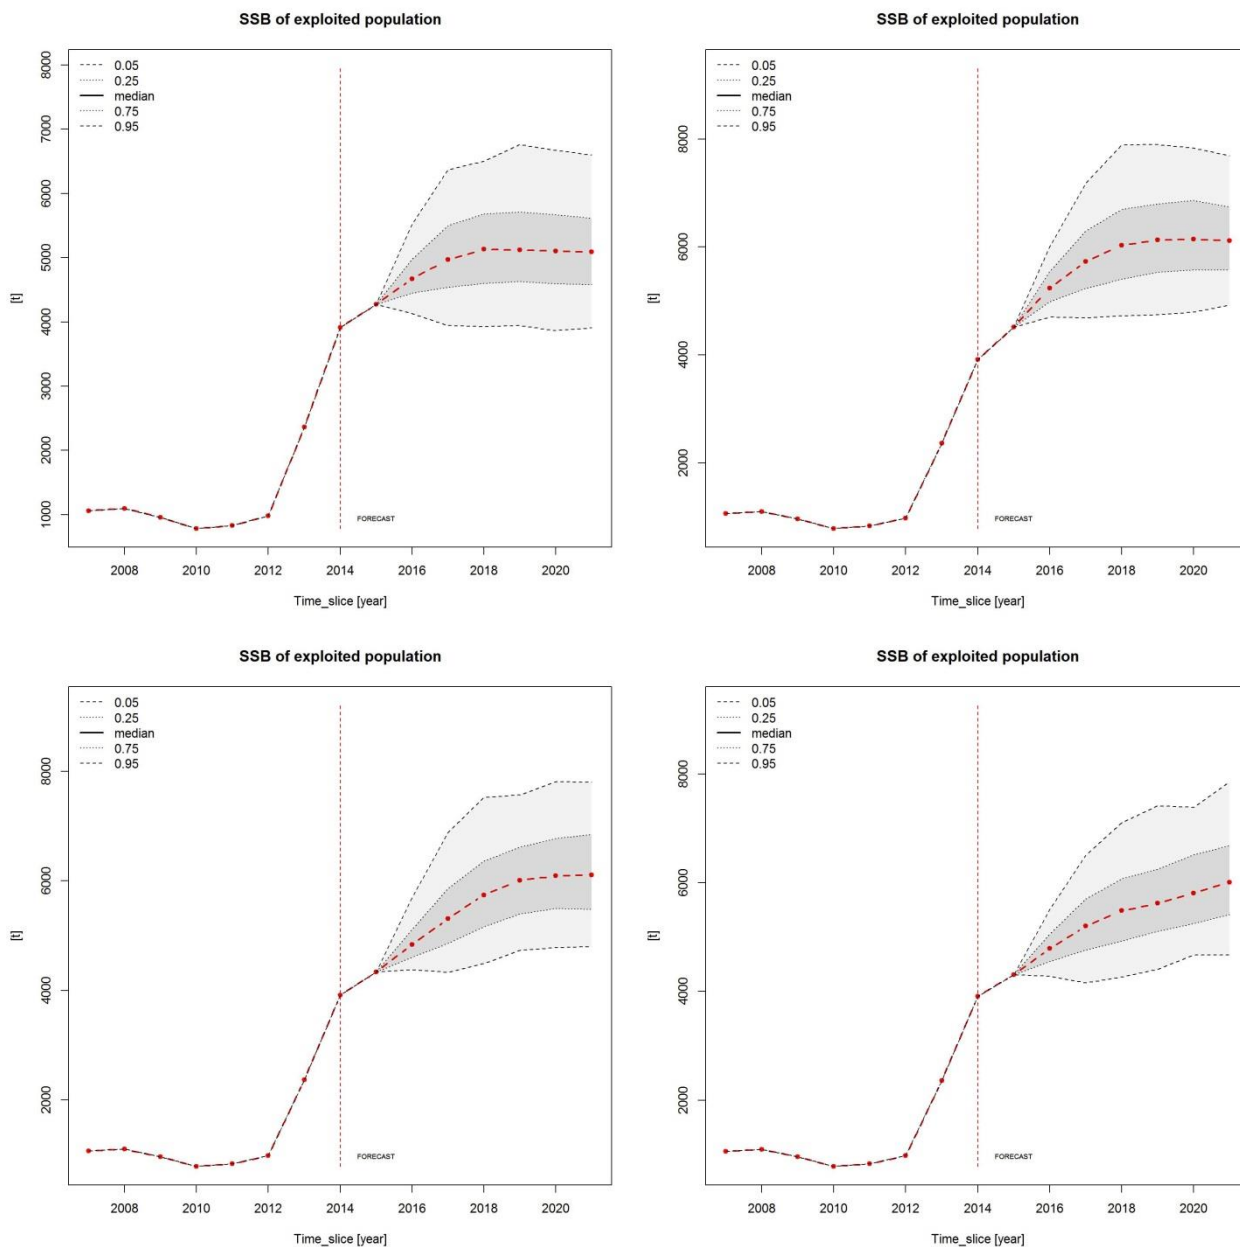 SSB of exploited population
0.05
0.25
median
0.75
0.95
8000
7000
6000
5000
4000
3000
2000
1000
[t]
FORECAST
2008 2010 2012 2014 2016 2018 2020
Time_slice [year]
SSB of exploited population
0.05
0.25
median
0.75
0.95
8000
6000
4000
2000
[t]
FORECAST
2008 2010 2012 2014 2016 2018 2020
Time_slice [year]
SSB of exploited population
0.05
0.25
median
0.75
0.95
8000
6000
4000
2000
[t]
FORECAST
2008 2010 2012 2014 2016 2018 2020
Time_slice [year]
SSB of exploited population
0.05
0.25
median
0.75
0.95
8000
6000
4000
2000
[t]
FORECAST
2008 2010 2012 2014 2016 2018 2020
Time_slice [year]